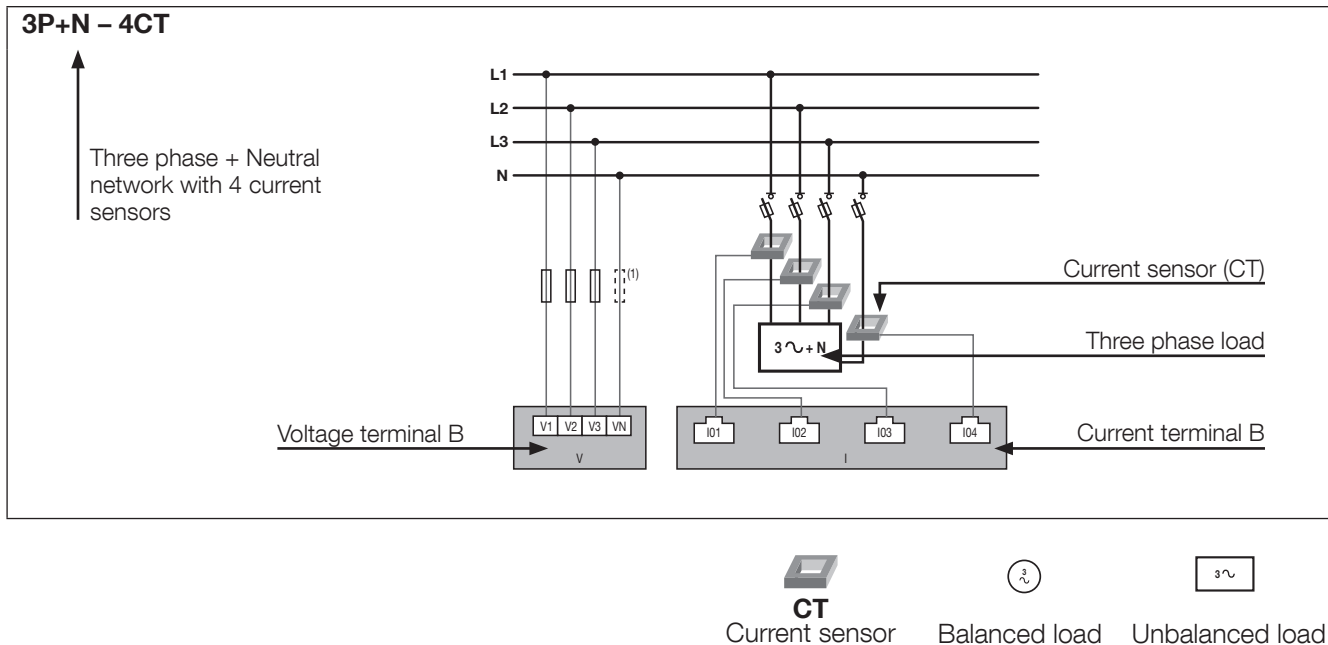 3P+N – 4CT
Three phase + Neutral
network with 4 current
sensors
L1
L2
L3
N
(1)
Current sensor (CT)
3 ∿ + N
Three phase load
Voltage terminal B
V1 V2 V3 VN
V
I01 I02 I03 I04
I
Current terminal B
CT
Current sensor
3 ∿
Balanced load
3 ∿
Unbalanced load